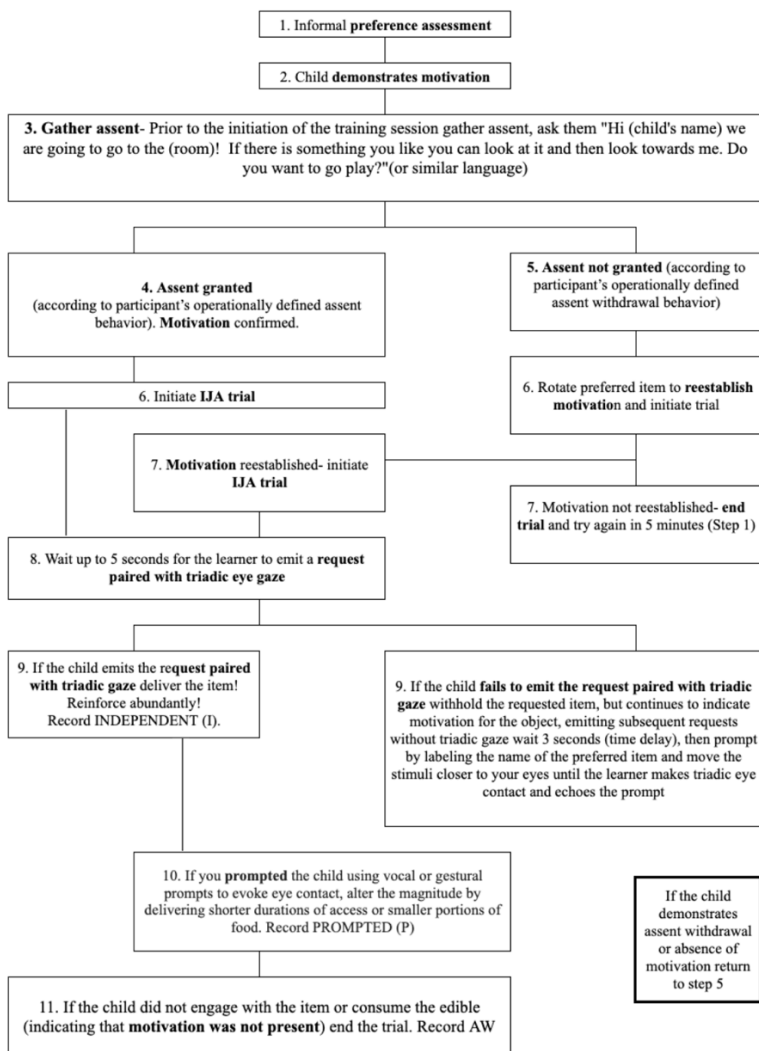 1. Informal preference assessment
2. Child demonstrates motivation
3. Gather assent- Prior to the initiation of the training session gather assent, ask them "Hi (child's name) we
are going to go to the (room)! If there is something you like you can look at it and then look towards me. Do
you want to go play?"(or similar language)
4. Assent granted
(according to participant's operationally defined assent
behavior). Motivation confirmed.
5. Assent not granted (according to
participant's operationally defined
assent withdrawal behavior)
6. Initiate IJA trial
6. Rotate preferred item to reestablish
motivation and initiate trial
7. Motivation reestablished- initiate
IJA trial
7. Motivation not reestablished- end
trial and try again in 5 minutes (Step 1)
8. Wait up to 5 seconds for the learner to emit a request
paired with triadic eye gaze
9. If the child emits the request paired
with triadic gaze deliver the item!
Reinforce abundantly!
Record INDEPENDENT (I).
9. If the child fails to emit the request paired with triadic
gaze withhold the requested item, but continues to indicate
motivation for the object, emitting subsequent requests
without triadic gaze wait 3 seconds (time delay), then prompt
by labeling the name of the preferred item and move the
stimuli closer to your eyes until the learner makes triadic eye
contact and echoes the prompt
10. If you prompted the child using vocal or gestural
prompts to evoke eye contact, alter the magnitude by
delivering shorter durations of access or smaller portions of
food. Record PROMPTED (P)
If the child
demonstrates
assent withdrawal
or absence of
motivation return
to step 5
11. If the child did not engage with the item or consume the edible
(indicating that motivation was not present) end the trial. Record AW